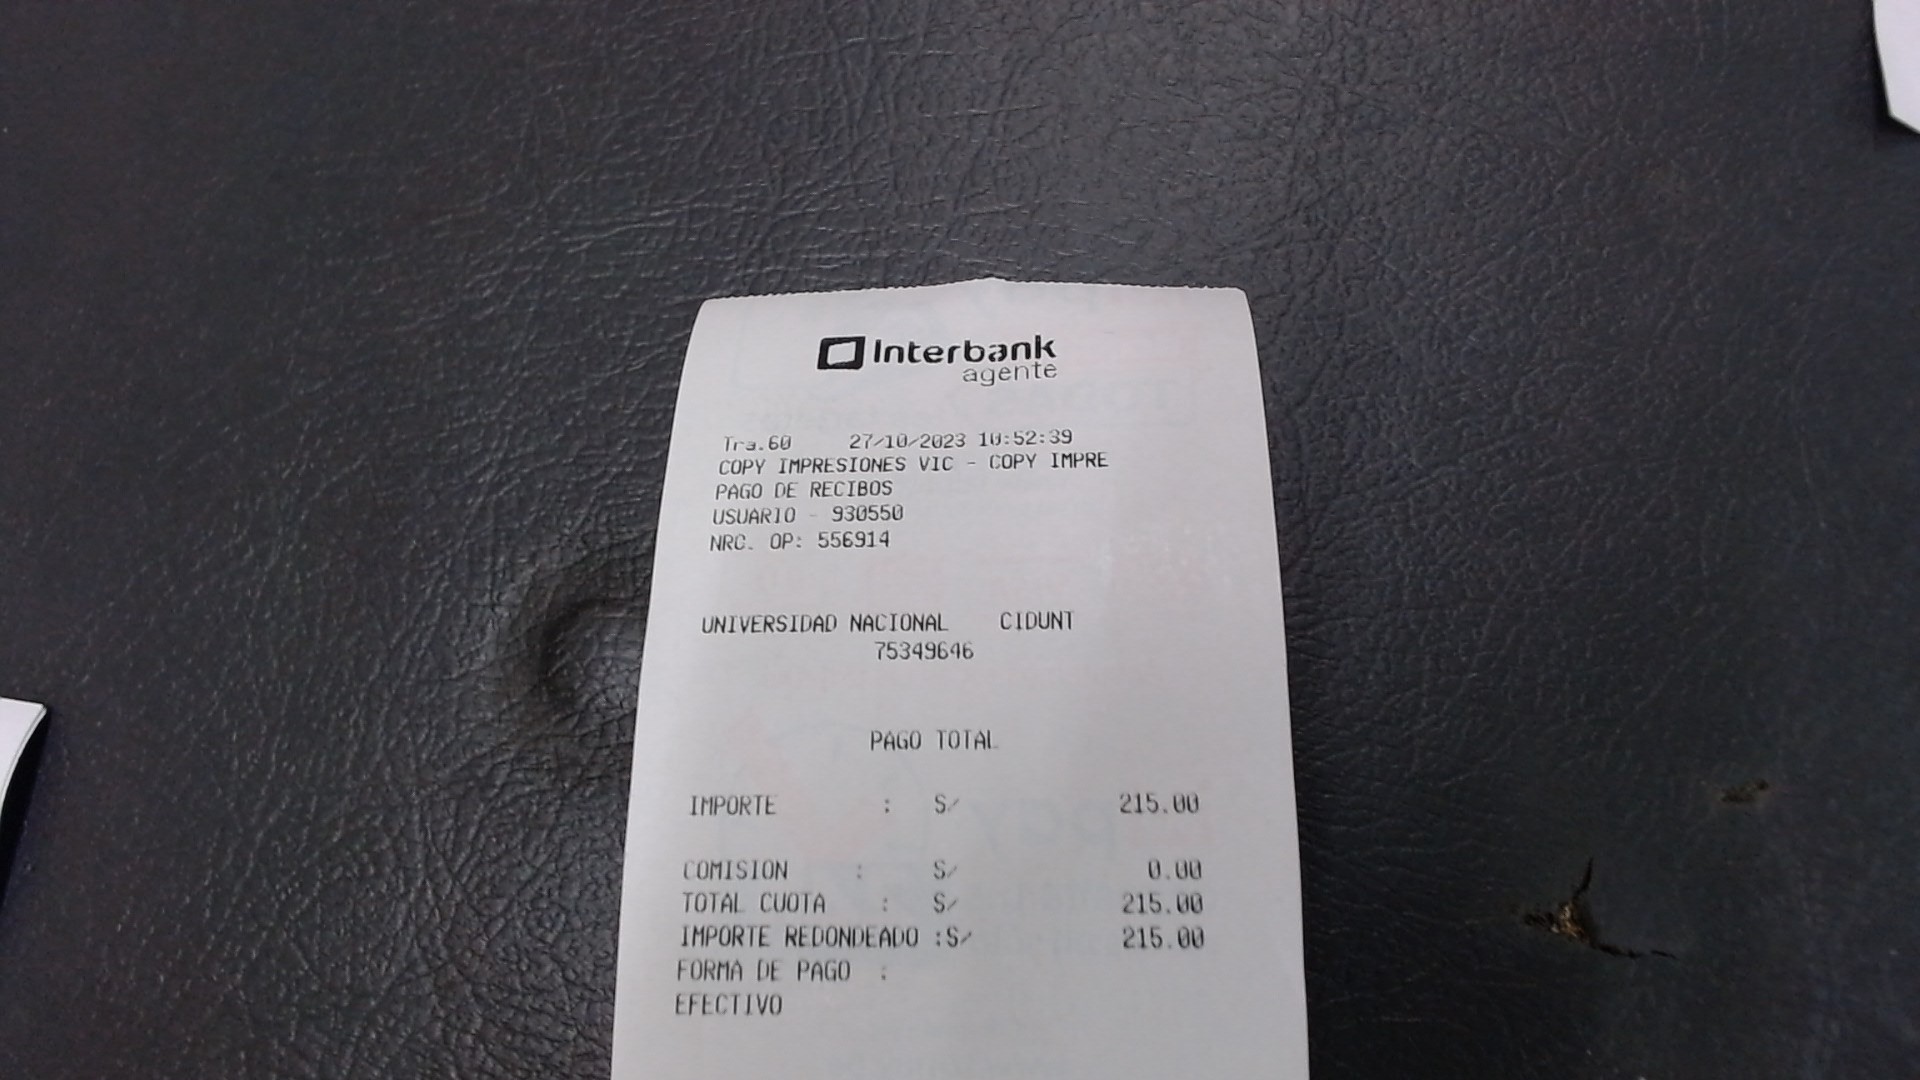 Interbank
agente
Tra.60 27/10/2023 10:52:39
COPY IMPRESIONES VIC - COPY IMPRE
PAGO DE RECIBOS
USUARIO - 930550
NRO. OP: 556914
UNIVERSIDAD NACIONAL CIDUNT
75349646
PAGO TOTAL
IMPORTE : S/ 215.00
COMISION : S/ 0.00
TOTAL CUOTA : S/ 215.00
IMPORTE REDONDEADO :S/ 215.00
FORMA DE PAGO :
EFECTIVO